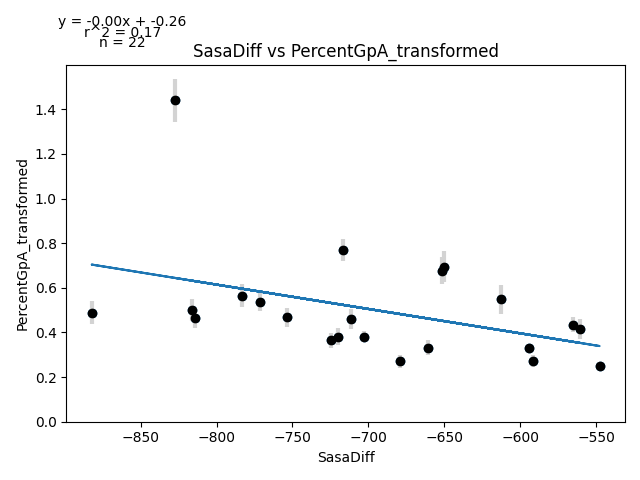 y = -0.00x + -0.26
r^2 = 0.17
n = 22
SasaDiff vs PercentGpA_transformed
PercentGpA_transformed
1.4
1.2
1.0
0.8
0.6
0.4
0.2
0.0
−850 −800 −750 −700 −650 −600 −550
SasaDiff